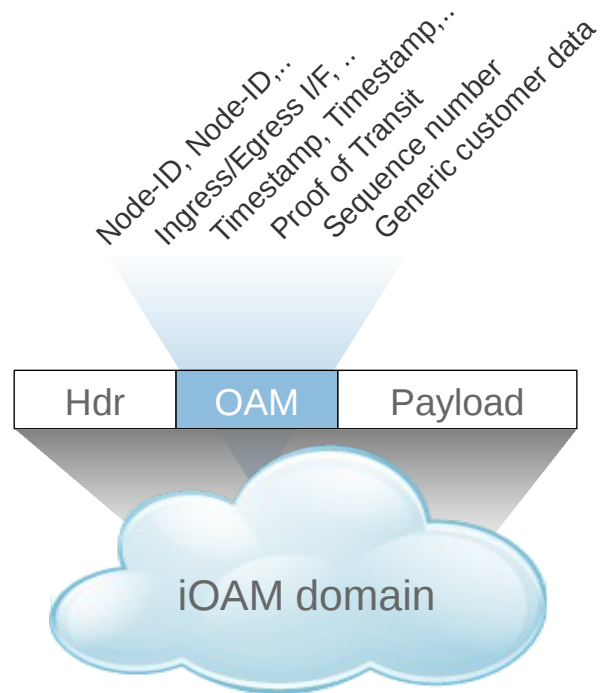 Node-ID, Node-ID,..
Ingress/Egress I/F, ..
Timestamp, Timestamp,..
Proof of Transit
Sequence number
Generic customer data
Hdr
OAM
Payload
iOAM domain